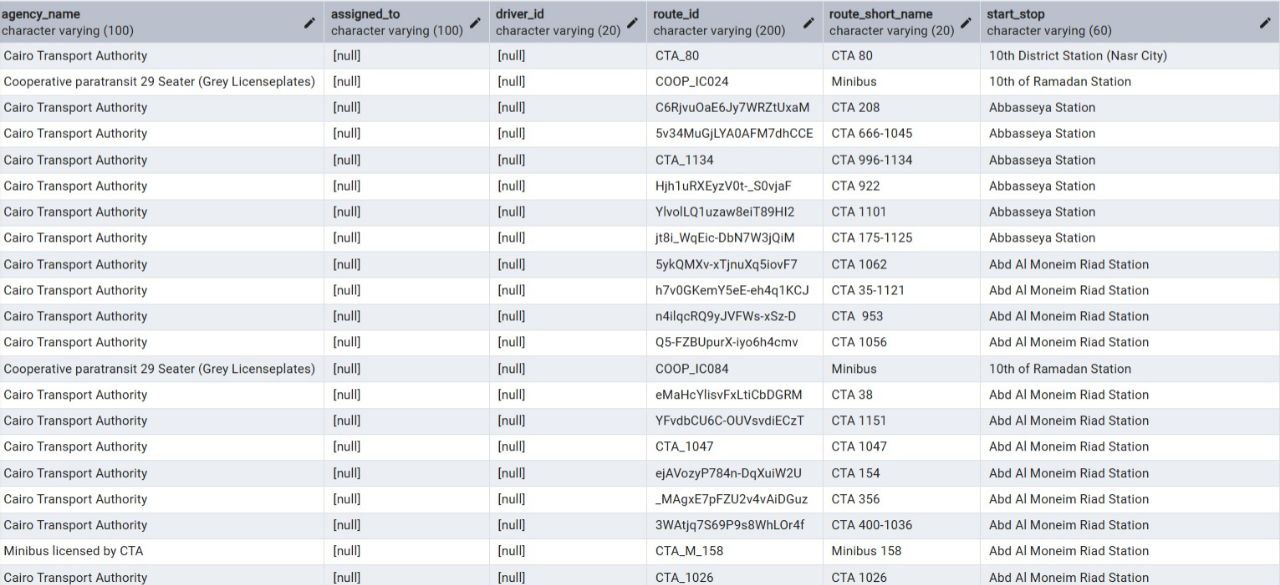 agency_name assigned_to driver_id route_id route_short_name start_stop
character varying (100) character varying (100) character varying (20) character varying (200) character varying (20) character varying (60)
Cairo Transport Authority [null] [null] CTA_80 CTA 80 10th District Station (Nasr City)
Cooperative paratransit 29 Seater (Grey Licenseplates) [null] [null] COOP_IC024 Minibus 10th of Ramadan Station
Cairo Transport Authority [null] [null] C6RjvuOaE6Jy7WRZtUxaM CTA 208 Abbasseya Station
Cairo Transport Authority [null] [null] 5v34MuGjLYA0AFM7dhCCE CTA 666-1045 Abbasseya Station
Cairo Transport Authority [null] [null] CTA_1134 CTA 996-1134 Abbasseya Station
Cairo Transport Authority [null] [null] Hjh1uRXEyzV0t-_S0vjaF CTA 922 Abbasseya Station
Cairo Transport Authority [null] [null] YlvolLQ1uzaw8eiT89HI2 CTA 1101 Abbasseya Station
Cairo Transport Authority [null] [null] jt8i_WqEic-DbN7W3jQiM CTA 175-1125 Abbasseya Station
Cairo Transport Authority [null] [null] 5ykQMXv-xTjnuXq5iovF7 CTA 1062 Abd Al Moneim Riad Station
Cairo Transport Authority [null] [null] h7v0GKemY5eE-eh4q1KCJ CTA 35-1121 Abd Al Moneim Riad Station
Cairo Transport Authority [null] [null] n4ilqcRQ9yJVFWs-xSz-D CTA  953 Abd Al Moneim Riad Station
Cairo Transport Authority [null] [null] Q5-FZBUpurX-iyo6h4cmv CTA 1056 Abd Al Moneim Riad Station
Cooperative paratransit 29 Seater (Grey Licenseplates) [null] [null] COOP_IC084 Minibus 10th of Ramadan Station
Cairo Transport Authority [null] [null] eMaHcYlisvFxLtiCbDGRM CTA 38 Abd Al Moneim Riad Station
Cairo Transport Authority [null] [null] YFvdbCU6C-OUVsvdiECzT CTA 1151 Abd Al Moneim Riad Station
Cairo Transport Authority [null] [null] CTA_1047 CTA 1047 Abd Al Moneim Riad Station
Cairo Transport Authority [null] [null] ejAVozyP784n-DqXuiW2U CTA 154 Abd Al Moneim Riad Station
Cairo Transport Authority [null] [null] _MAgxE7pFZU2v4vAiDGuz CTA 356 Abd Al Moneim Riad Station
Cairo Transport Authority [null] [null] 3WAtjq7S69P9s8WhLOr4f CTA 400-1036 Abd Al Moneim Riad Station
Minibus licensed by CTA [null] [null] CTA_M_158 Minibus 158 Abd Al Moneim Riad Station
Cairo Transport Authority [null] [null] CTA_1026 CTA 1026 Abd Al Moneim Riad Station